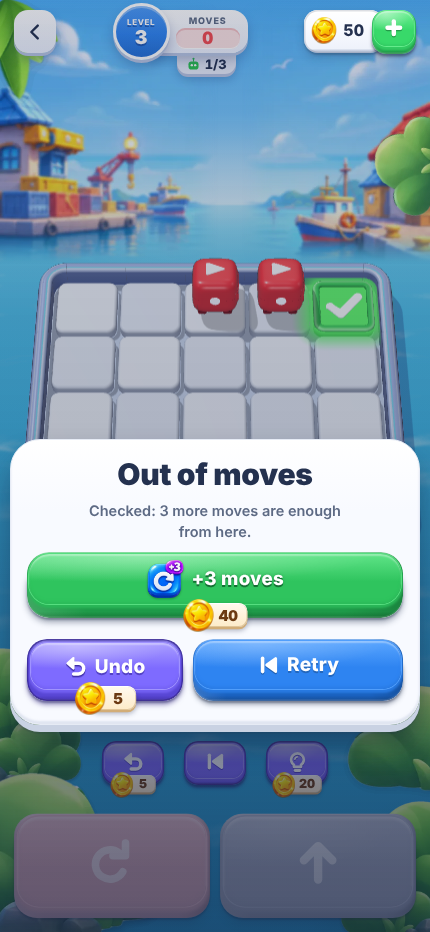 LEVEL
3
MOVES
0
1/3
50
+
Out of moves
Checked: 3 more moves are enough
from here.
+3
+3 moves
40
Undo
5
Retry
5
20